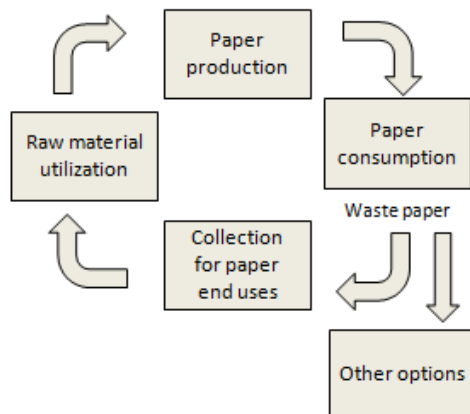 Paper
production
Raw material
utilization
Paper
consumption
Waste paper
Collection
for paper
end uses
Other options